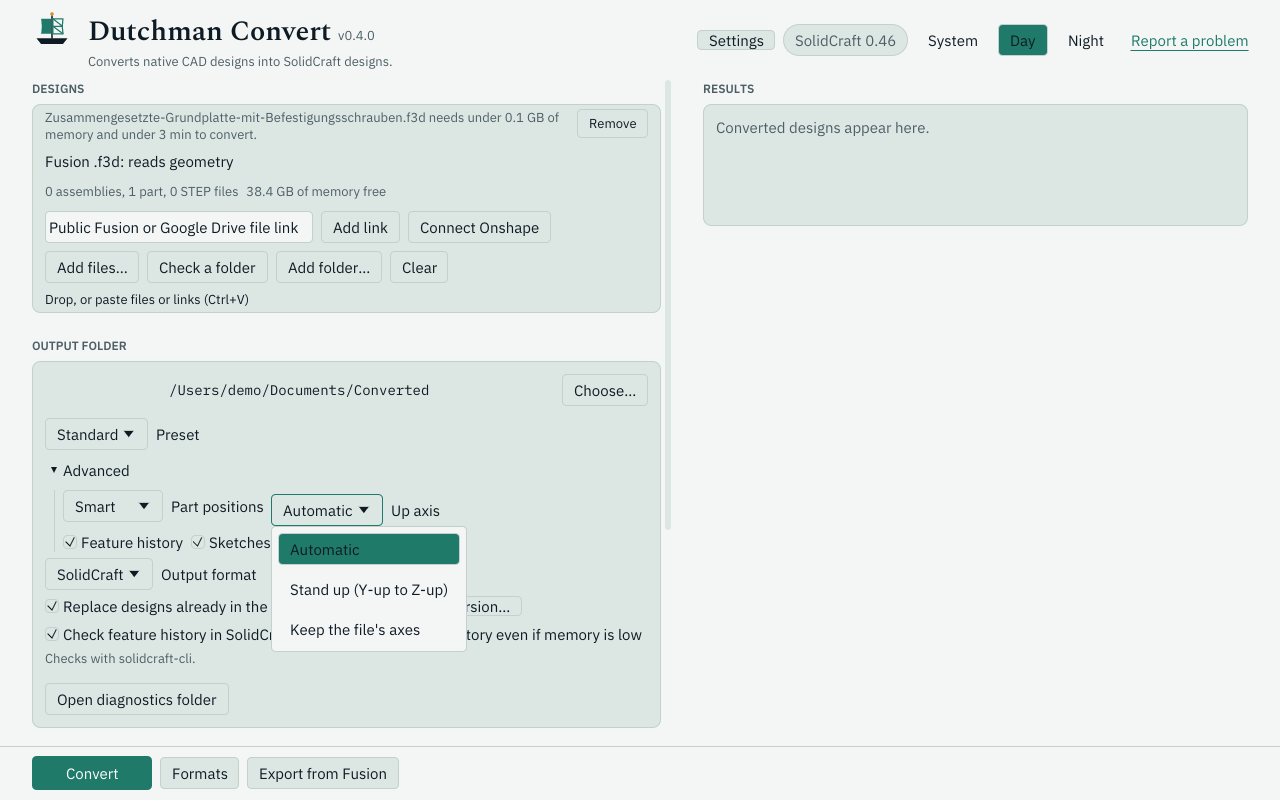 Dutchman Convert v0.4.0
Converts native CAD designs into SolidCraft designs.
Settings
SolidCraft 0.46
System
Day
Night
Report a problem
DESIGNS
Zusammengesetzte-Grundplatte-mit-Befestigungsschrauben.f3d needs under 0.1 GB of
memory and under 3 min to convert.
Remove
Fusion .f3d: reads geometry
0 assemblies, 1 part, 0 STEP files 38.4 GB of memory free
Public Fusion or Google Drive file link
Add link
Connect Onshape
Add files...
Check a folder
Add folder...
Clear
Drop, or paste files or links (Ctrl+V)
OUTPUT FOLDER
/Users/demo/Documents/Converted
Choose...
Standard
Preset
Advanced
Smart
Part positions
Automatic
Up axis
Feature history
Sketches
Automatic
Stand up (Y-up to Z-up)
Keep the file's axes
SolidCraft
Output format
Replace designs already in the
Check feature history in
even if memory is low
Checks with solidcraft-cli.
Open diagnostics folder
RESULTS
Converted designs appear here.
Convert
Formats
Export from Fusion